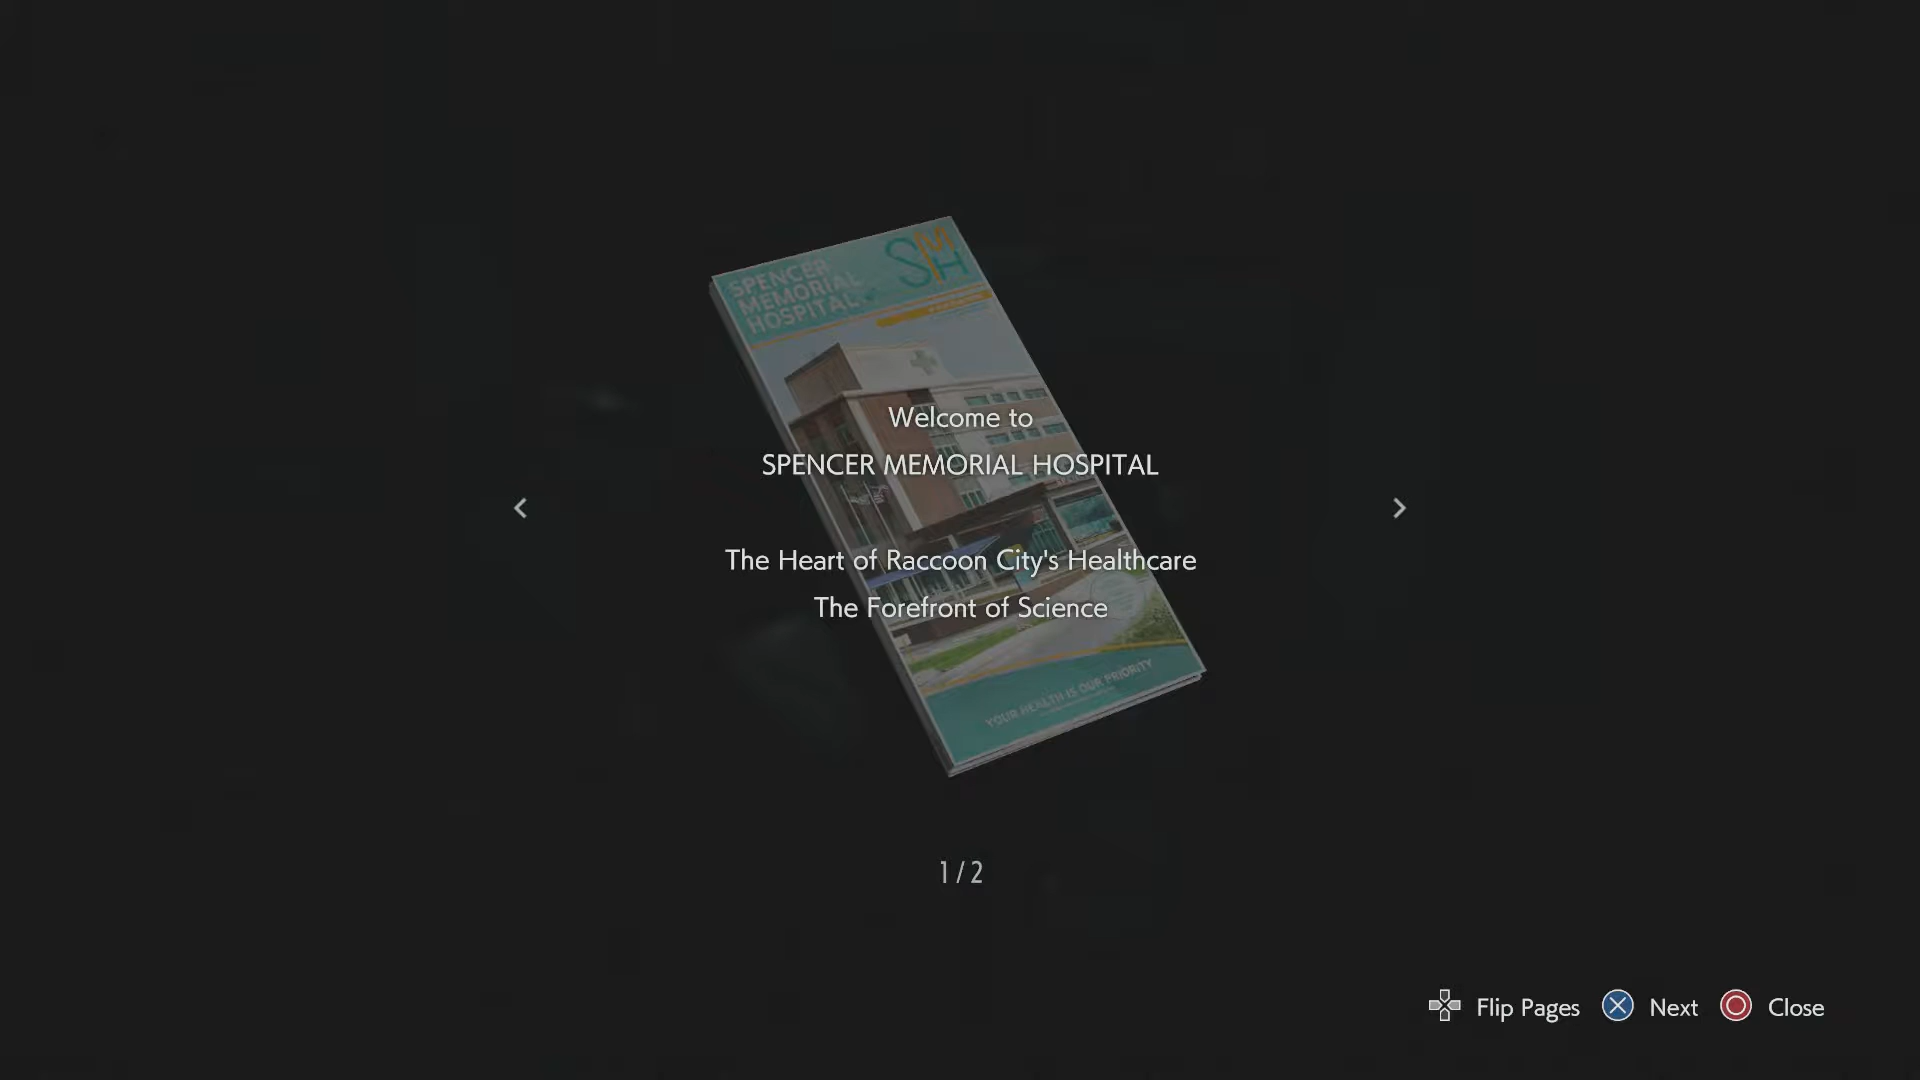 SPENCER
MEMORIAL
HOSPITAL
SMH
Welcome to
SPENCER MEMORIAL HOSPITAL
The Heart of Raccoon City's Healthcare
The Forefront of Science
YOUR HEALTH IS OUR PRIORITY
1 / 2
Flip Pages
Next
Close